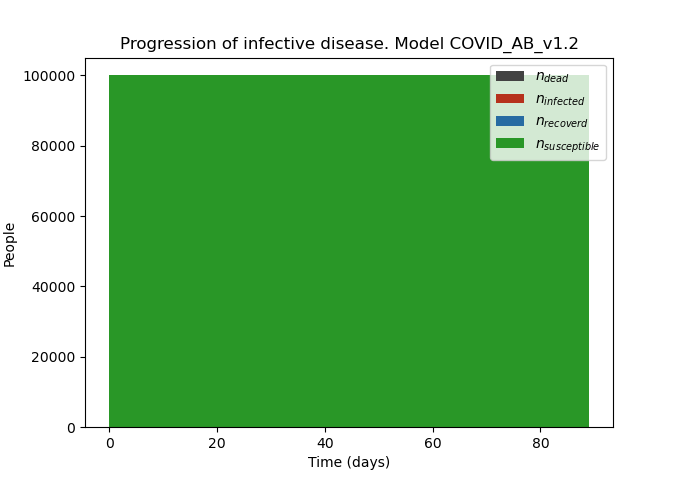 Progression of infective disease. Model COVID_AB_v1.2
100000
80000
60000
40000
20000
0
People
n_dead
n_infected
n_recoverd
n_susceptible
0 20 40 60 80
Time (days)